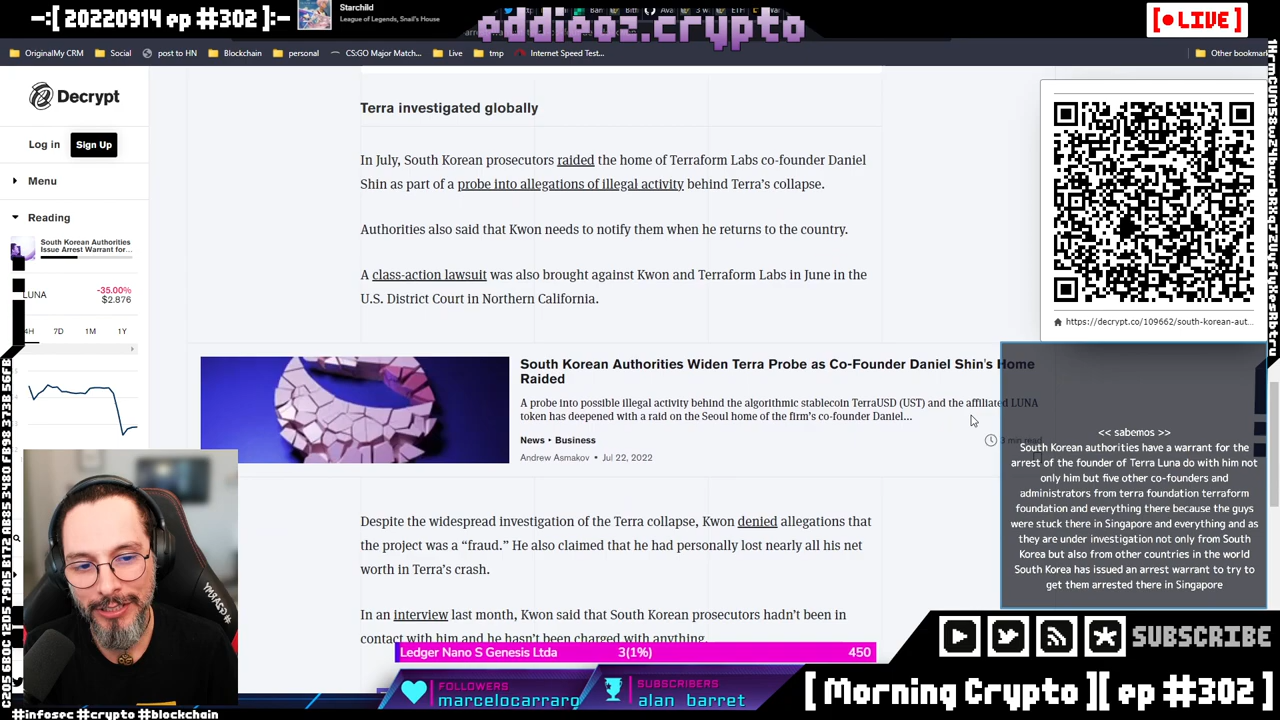 -:[ 20220914 ep #302 ]:-
Starchild
League of Legends, Snail's House
eddieoz.crypto
[ • LIVE ]
OriginalMy CRM
Social
post to HN
Blockchain
personal
CS:GO Major Match...
Live
tmp
Internet Speed Test...
Other bookmar
Decrypt
Log in
Sign Up
Menu
Reading
South Korean Authorities
Issue Arrest Warrant for...
LUNA
-35.00%
$2.876
7D
1M
1Y
Terra investigated globally
In July, South Korean prosecutors raided the home of Terraform Labs co-founder Daniel
Shin as part of a probe into allegations of illegal activity behind Terra's collapse.
Authorities also said that Kwon needs to notify them when he returns to the country.
A class-action lawsuit was also brought against Kwon and Terraform Labs in June in the
U.S. District Court in Northern California.
South Korean Authorities Widen Terra Probe as Co-Founder Daniel Shin's Home
Raided
A probe into possible illegal activity behind the algorithmic stablecoin TerraUSD (UST) and the affiliated LUNA
token has deepened with a raid on the Seoul home of the firm's co-founder Daniel...
News • Business
3 min read
Andrew Asmakov • Jul 22, 2022
Despite the widespread investigation of the Terra collapse, Kwon denied allegations that
the project was a “fraud.” He also claimed that he had personally lost nearly all his net
worth in Terra's crash.
In an interview last month, Kwon said that South Korean prosecutors hadn't been in
contact with him and he hasn't been charged with anything.
https://decrypt.co/109662/south-korean-aut...
<< sabemos >>
South Korean authorities have a warrant for the
arrest of the founder of Terra Luna do with him not
only him but five other co-founders and
administrators from terra foundation terraform
foundation and everything there because the guys
were stuck there in Singapore and everything and as
they are under investigation not only from South
Korea but also from other countries in the world
South Korea has issued an arrest warrant to try to
get them arrested there in Singapore
Ledger Nano S Genesis Ltda
3(1%)
450
FOLLOWERS
marcelocarraro
SUBSCRIBERS
alan barret
SUBSCRIBE
[ Morning Crypto ][ ep #302 ]
#infosec #crypto #blockchain